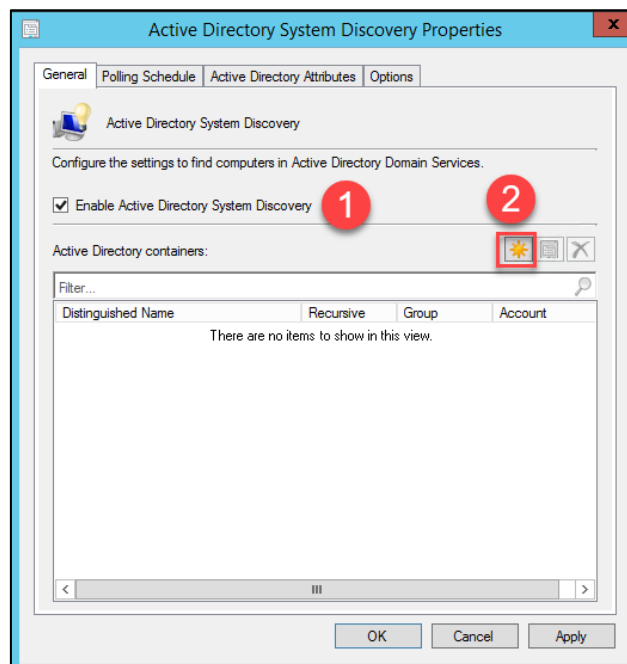 Active Directory System Discovery Properties
x
General Polling Schedule Active Directory Attributes Options
Active Directory System Discovery
Configure the settings to find computers in Active Directory Domain Services.
Enable Active Directory System Discovery 1 2
Active Directory containers:
Filter...
Distinguished Name Recursive Group Account
There are no items to show in this view.
OK Cancel Apply